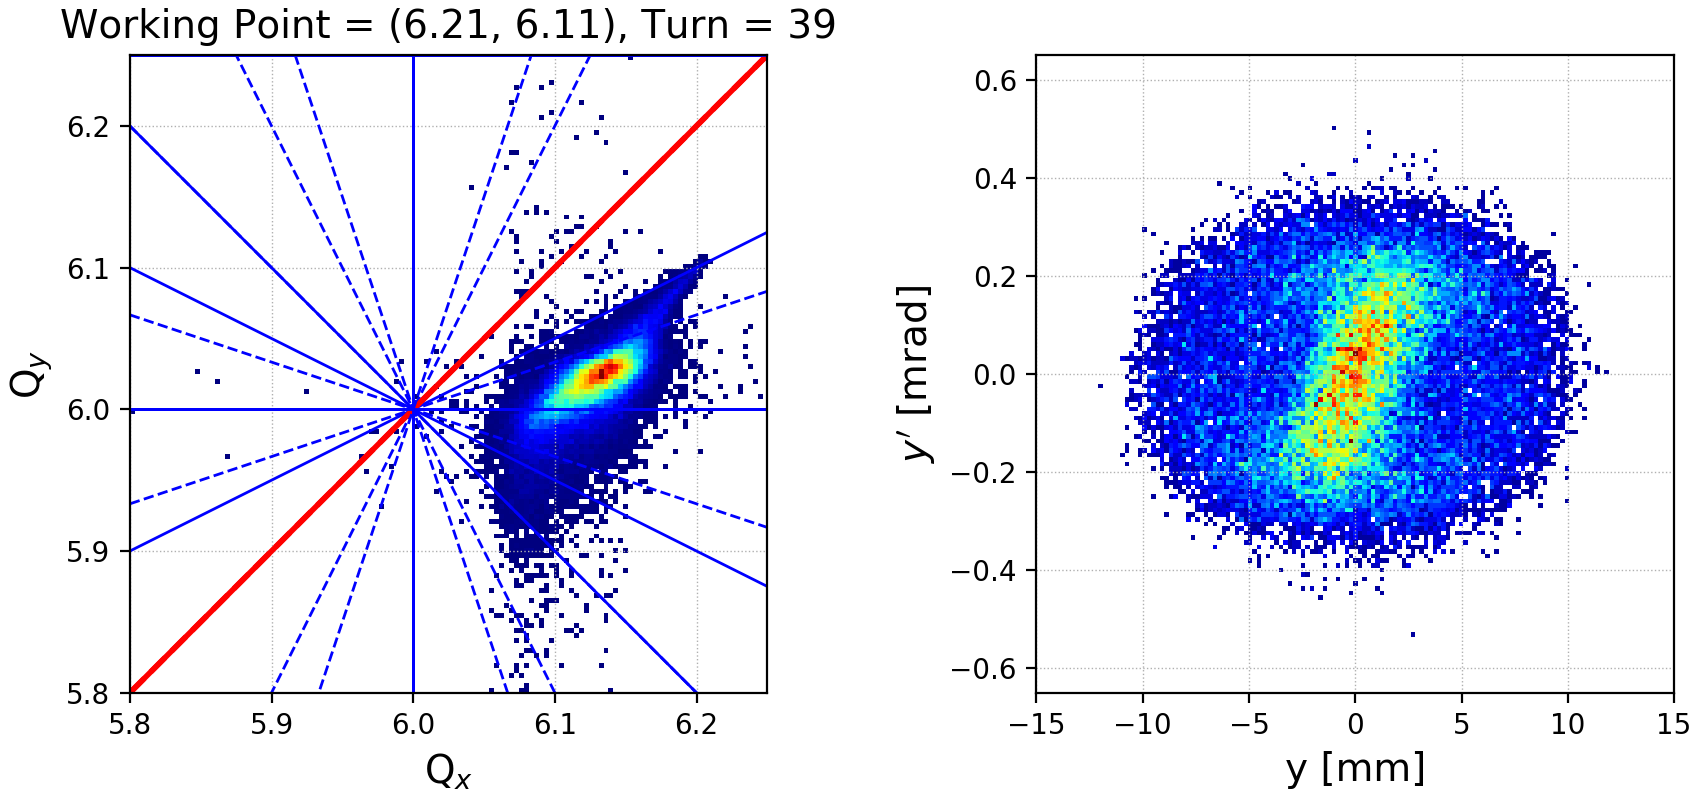 Working Point = (6.21, 6.11), Turn = 39
6.2
6.1
6.0
5.9
5.8
Qy
5.8 5.9 6.0 6.1 6.2
Qx
0.6
0.4
0.2
0.0
−0.2
−0.4
−0.6
y′ [mrad]
−15 −10 −5 0 5 10 15
y [mm]